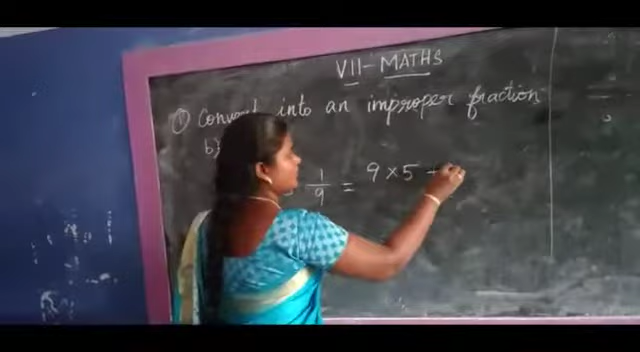 VII - MATHS
① Convert into an improper fraction
b)
1/9 = 9 × 5 +